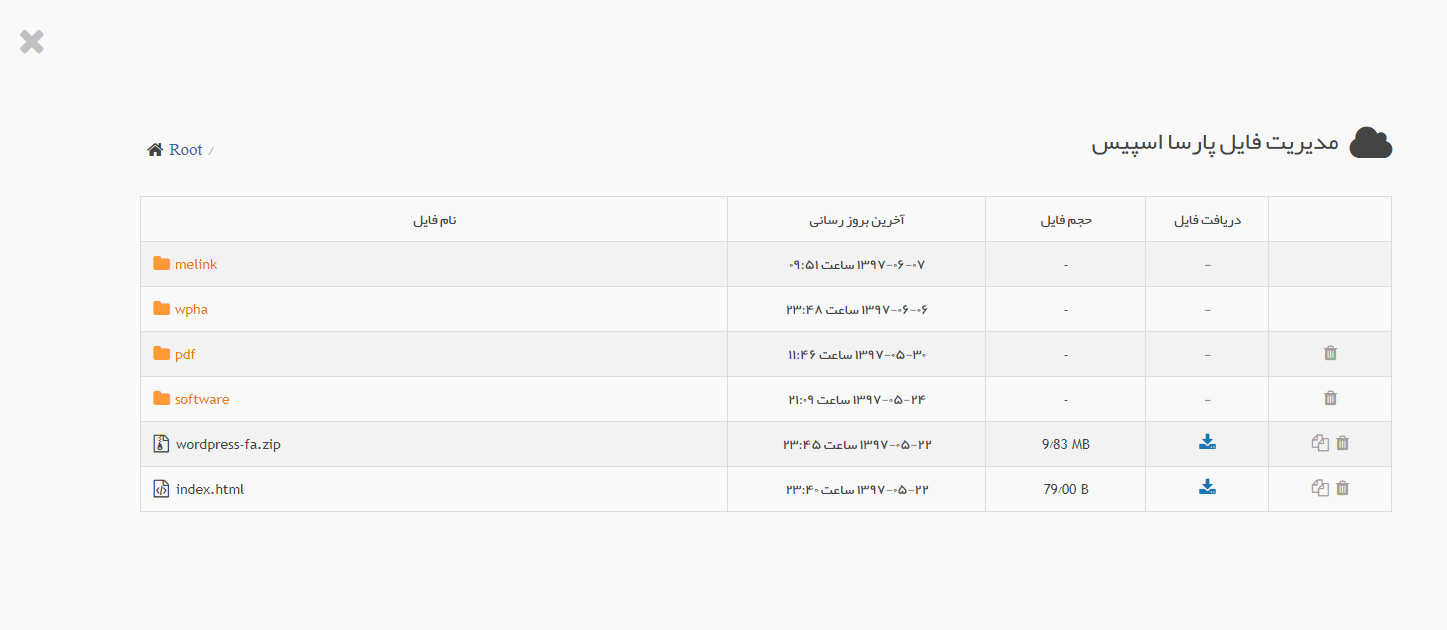 مدیریت فایل پارسا اسپیس
Root /
نام فایل آخرین بروز رسانی حجم فایل دریافت فایل
melink ۱۳۹۷-۰۶-۰۷ ساعت ۰۹:۵۱ - -
wpha ۱۳۹۷-۰۶-۰۶ ساعت ۲۳:۴۸ - -
pdf ۱۳۹۷-۰۵-۳۰ ساعت ۱۱:۴۶ - -
software ۱۳۹۷-۰۵-۲۴ ساعت ۲۱:۰۹ - -
wordpress-fa.zip ۱۳۹۷-۰۵-۲۲ ساعت ۲۳:۴۵ 9/83 MB
index.html ۱۳۹۷-۰۵-۲۲ ساعت ۲۳:۴۰ 79/00 B